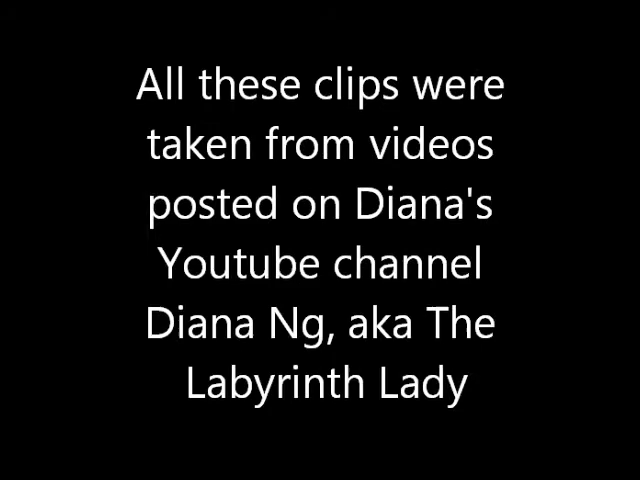 All these clips were
taken from videos
posted on Diana's
Youtube channel
Diana Ng, aka The
Labyrinth Lady